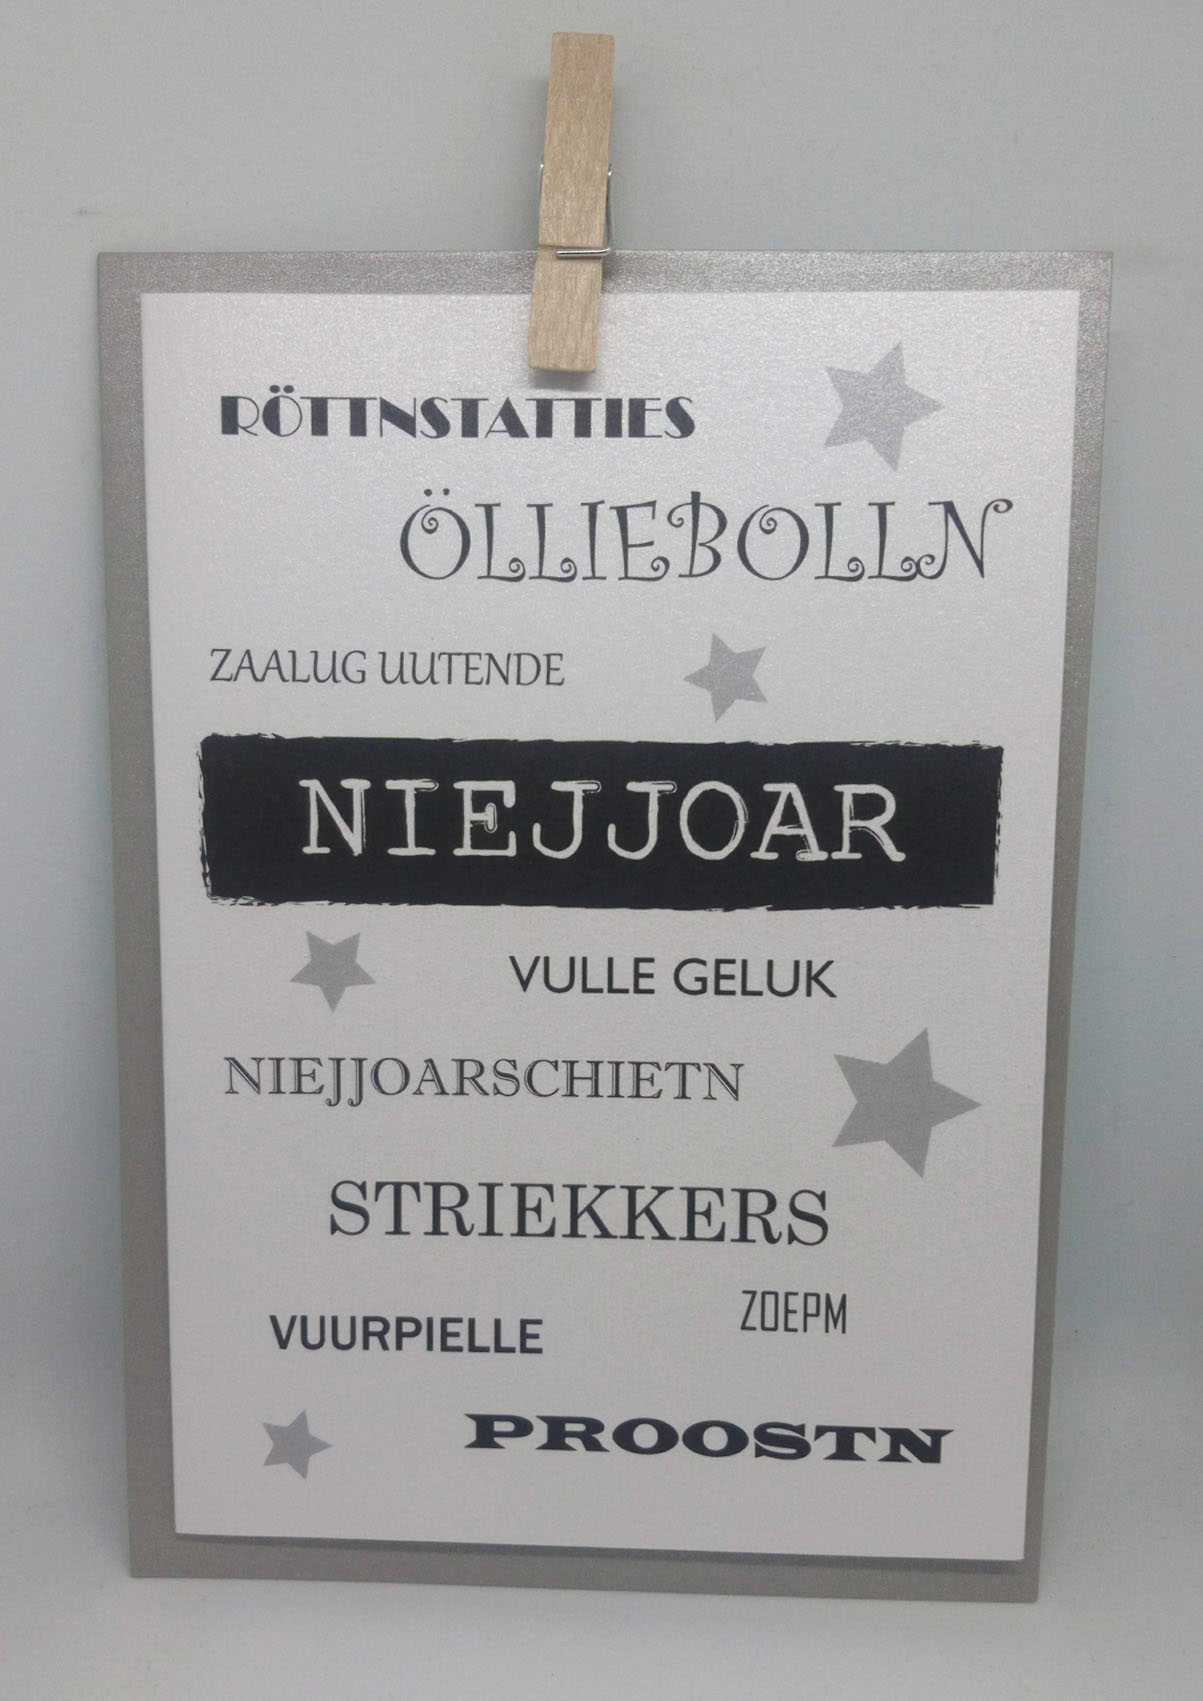 RÖTTNSTATTIES
ÖLLIEBOLLN
ZAALUG UUTENDE
NIEJJOAR
VULLE GELUK
NIEJJOARSCHIETN
STRIEKKERS
ZOEPM
VUURPIELLE
PROOSTN